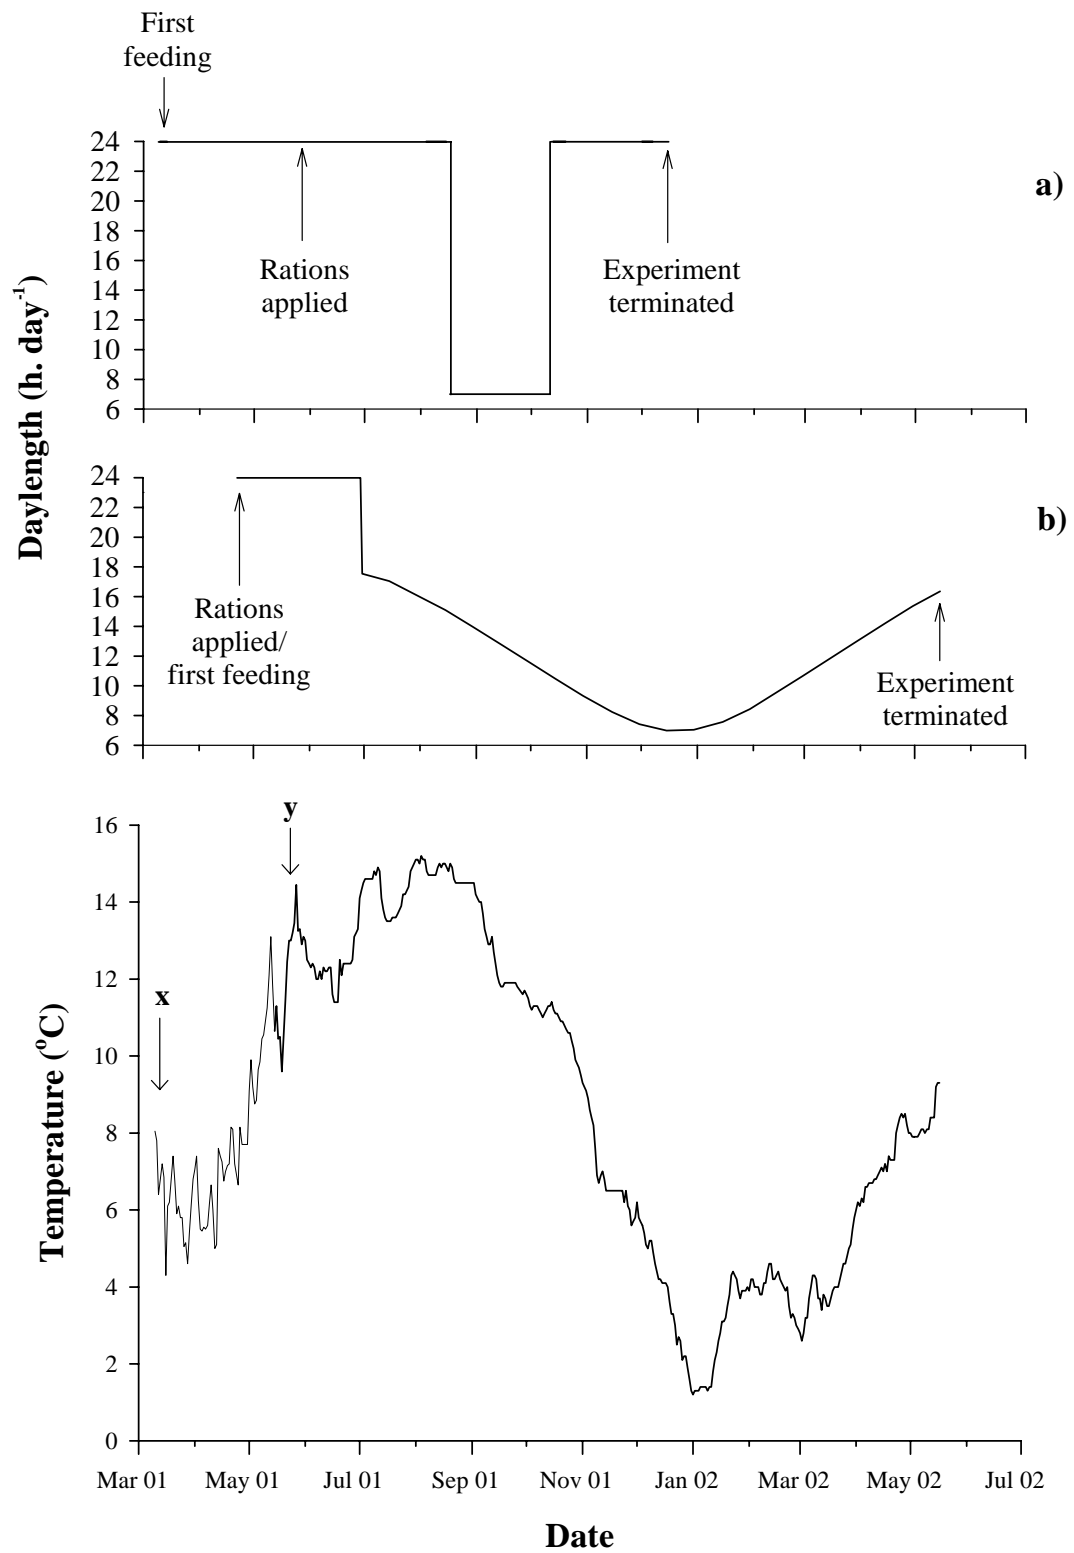 First
feeding
24
22
20
18
16
14
12
10
8
6
a)
Rations
applied
Experiment
terminated
Daylength (h. day-1)
24
22
20
18
16
14
12
10
8
6
b)
Rations
applied/
first feeding
Experiment
terminated
y
x
16
14
12
10
8
6
4
2
0
Temperature (oC)
Mar 01 May 01 Jul 01 Sep 01 Nov 01 Jan 02 Mar 02 May 02 Jul 02
Date